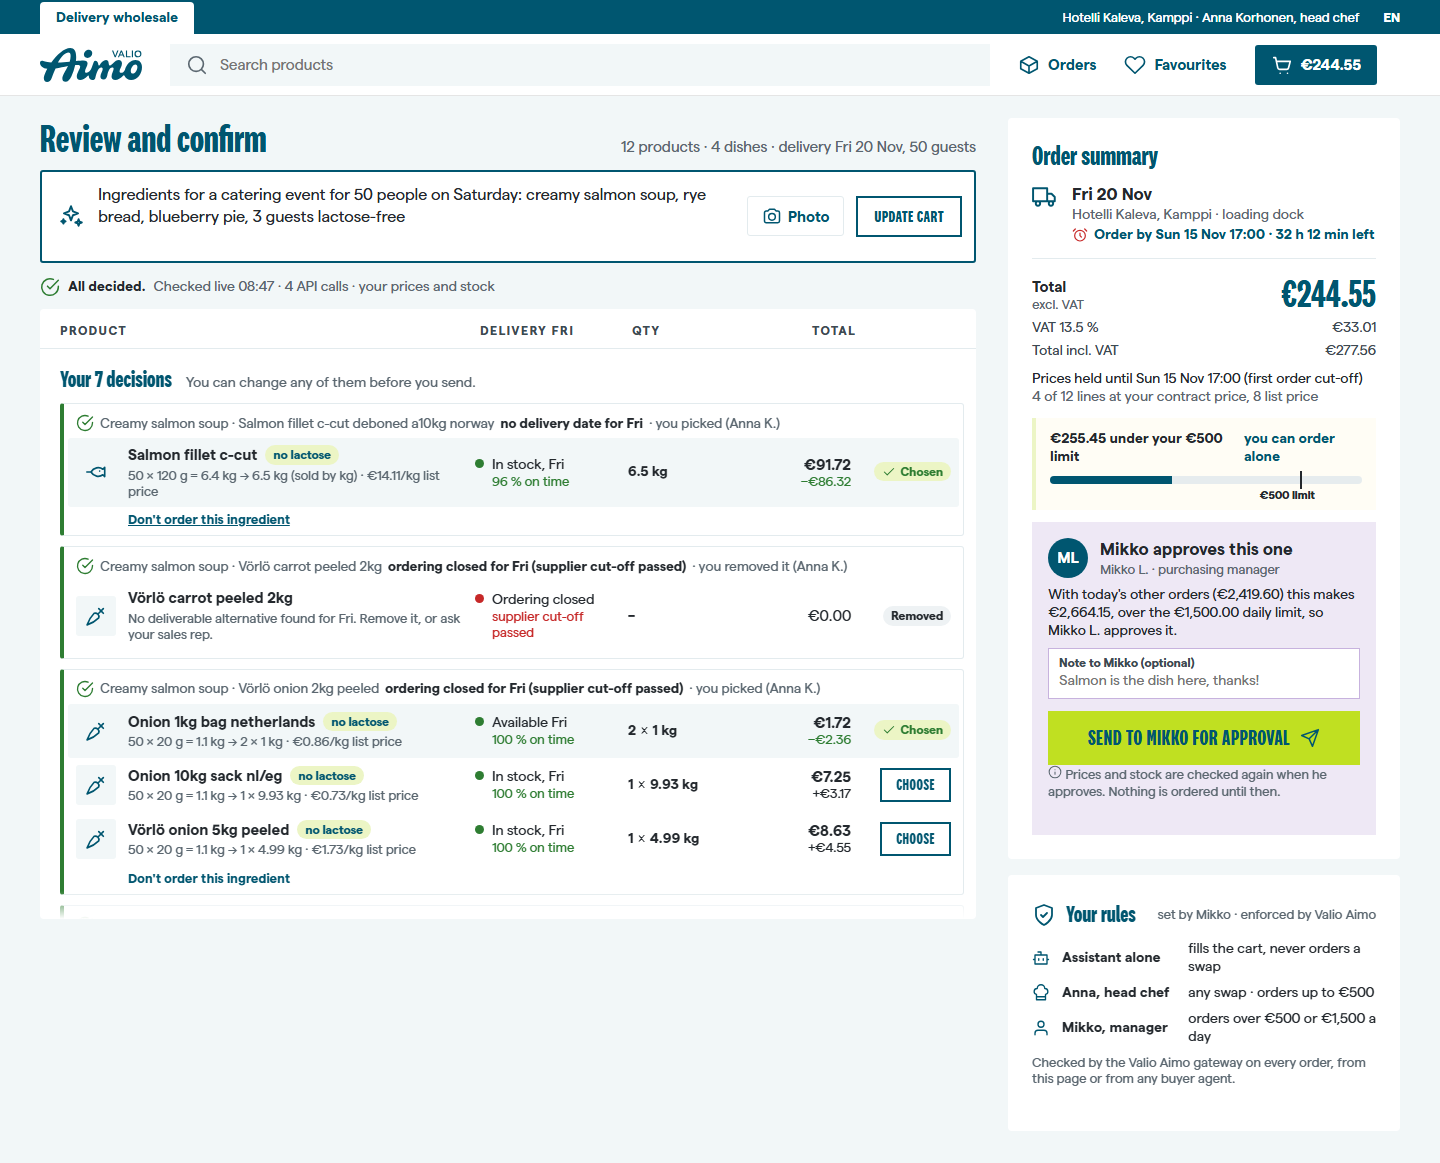 Delivery wholesale
Hotelli Kaleva, Kamppi · Anna Korhonen, head chef
EN
VALIO
Aimo
Search products
Orders
Favourites
€244.55
Review and confirm
12 products · 4 dishes · delivery Fri 20 Nov, 50 guests
Ingredients for a catering event for 50 people on Saturday: creamy salmon soup, rye
bread, blueberry pie, 3 guests lactose-free
Photo
UPDATE CART
All decided. Checked live 08:47 · 4 API calls · your prices and stock
PRODUCT
DELIVERY FRI
QTY
TOTAL
Your 7 decisions
You can change any of them before you send.
Creamy salmon soup · Salmon fillet c-cut deboned a10kg norway no delivery date for Fri · you picked (Anna K.)
Salmon fillet c-cut
no lactose
50 × 120 g = 6.4 kg → 6.5 kg (sold by kg) · €14.11/kg list
price
In stock, Fri
96 % on time
6.5 kg
€91.72
−€86.32
Chosen
Don't order this ingredient
Creamy salmon soup · Vörlö carrot peeled 2kg ordering closed for Fri (supplier cut-off passed) · you removed it (Anna K.)
Vörlö carrot peeled 2kg
No deliverable alternative found for Fri. Remove it, or ask
your sales rep.
Ordering closed
supplier cut-off
passed
–
€0.00
Removed
Creamy salmon soup · Vörlö onion 2kg peeled ordering closed for Fri (supplier cut-off passed) · you picked (Anna K.)
Onion 1kg bag netherlands
no lactose
50 × 20 g = 1.1 kg → 2 × 1 kg · €0.86/kg list price
Available Fri
100 % on time
2 × 1 kg
€1.72
−€2.36
Chosen
Onion 10kg sack nl/eg
no lactose
50 × 20 g = 1.1 kg → 1 × 9.93 kg · €0.73/kg list price
In stock, Fri
100 % on time
1 × 9.93 kg
€7.25
+€3.17
CHOOSE
Vörlö onion 5kg peeled
no lactose
50 × 20 g = 1.1 kg → 1 × 4.99 kg · €1.73/kg list price
In stock, Fri
100 % on time
1 × 4.99 kg
€8.63
+€4.55
CHOOSE
Don't order this ingredient
Order summary
Fri 20 Nov
Hotelli Kaleva, Kamppi · loading dock
Order by Sun 15 Nov 17:00 · 32 h 12 min left
Total
excl. VAT
€244.55
VAT 13.5 %
€33.01
Total incl. VAT
€277.56
Prices held until Sun 15 Nov 17:00 (first order cut-off)
4 of 12 lines at your contract price, 8 list price
€255.45 under your €500
limit
you can order
alone
€500 limit
ML
Mikko approves this one
Mikko L. · purchasing manager
With today's other orders (€2,419.60) this makes
€2,664.15, over the €1,500.00 daily limit, so
Mikko L. approves it.
Note to Mikko (optional)
Salmon is the dish here, thanks!
SEND TO MIKKO FOR APPROVAL
Prices and stock are checked again when he
approves. Nothing is ordered until then.
Your rules
set by Mikko · enforced by Valio Aimo
Assistant alone
fills the cart, never orders a
swap
Anna, head chef
any swap · orders up to €500
Mikko, manager
orders over €500 or €1,500 a
day
Checked by the Valio Aimo gateway on every order, from
this page or from any buyer agent.